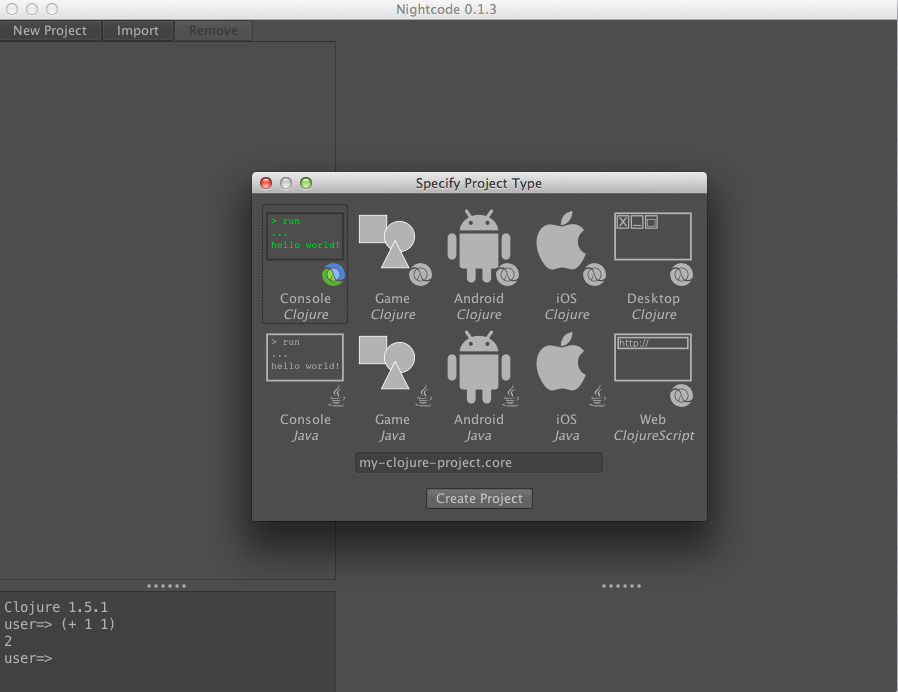 Nightcode 0.1.3
New Project Import Remove
Specify Project Type
> run
...
hello world!
X
Console Game Android iOS Desktop
Clojure Clojure Clojure Clojure Clojure
> run
...
hello world!
http://
Console Game Android iOS Web
Java Java Java Java ClojureScript
my-clojure-project.core
Create Project
Clojure 1.5.1
user=> (+ 1 1)
2
user=>